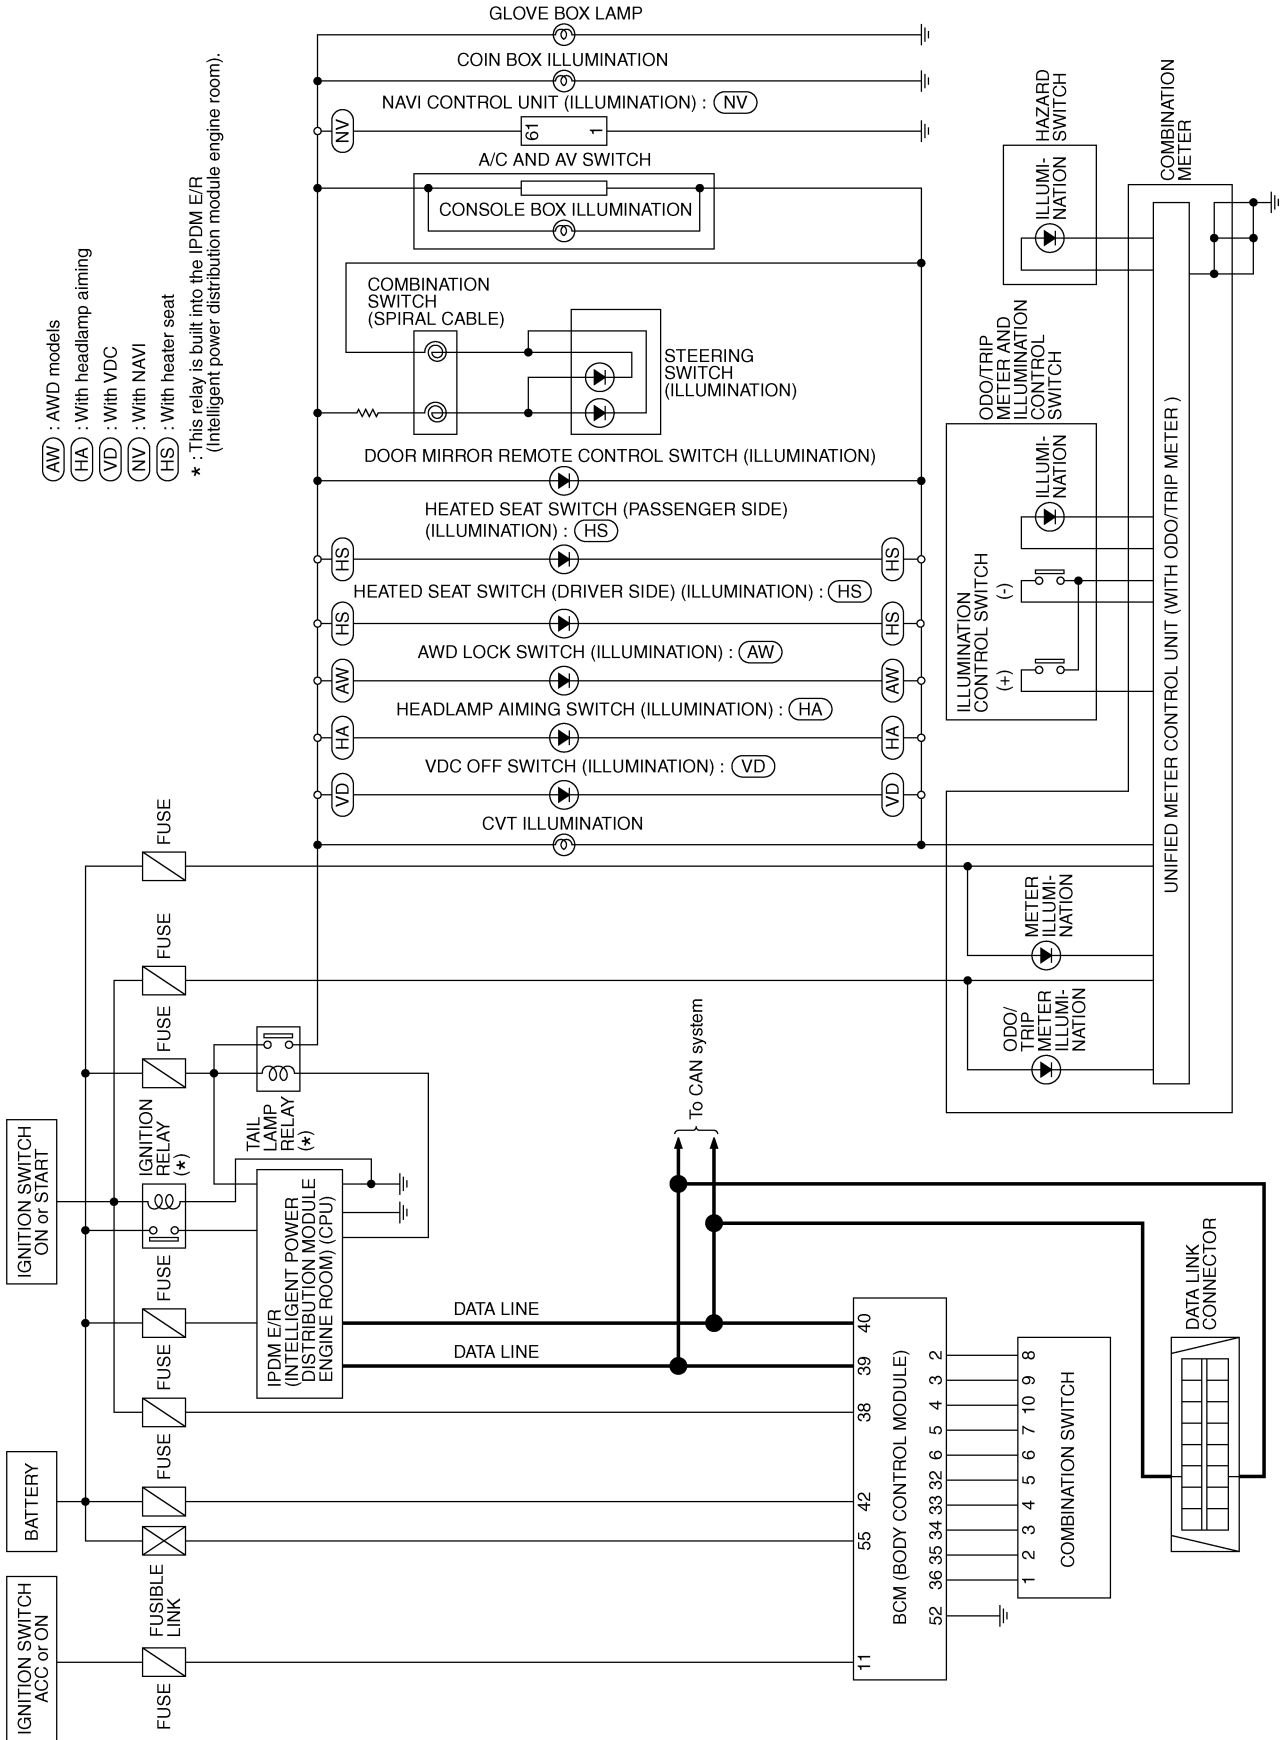 GLOVE BOX LAMP
COIN BOX ILLUMINATION
NAVI CONTROL UNIT (ILLUMINATION) : NV
NV
61
1
A/C AND AV SWITCH
CONSOLE BOX ILLUMINATION
COMBINATION
SWITCH
(SPIRAL CABLE)
STEERING
SWITCH
(ILLUMINATION)
DOOR MIRROR REMOTE CONTROL SWITCH (ILLUMINATION)
HEATED SEAT SWITCH (PASSENGER SIDE)
(ILLUMINATION) : HS
HS
HS
HEATED SEAT SWITCH (DRIVER SIDE) (ILLUMINATION) : HS
HS
HS
AWD LOCK SWITCH (ILLUMINATION) : AW
AW
AW
HEADLAMP AIMING SWITCH (ILLUMINATION) : HA
HA
HA
VDC OFF SWITCH (ILLUMINATION) : VD
VD
VD
CVT ILLUMINATION
AW : AWD models
HA : With headlamp aiming
VD : With VDC
NV : With NAVI
HS : With heater seat
* : This relay is built into the IPDM E/R
(Intelligent power distribution module engine room).
HAZARD
SWITCH
ILLUMI-
NATION
COMBINATION
METER
ODO/TRIP
METER AND
ILLUMINATION
CONTROL
SWITCH
ILLUMI-
NATION
ILLUMINATION
CONTROL SWITCH
(-)
(+)
UNIFIED METER CONTROL UNIT (WITH ODO/TRIP METER )
METER
ILLUMI-
NATION
ODO/
TRIP
METER
ILLUMI-
NATION
FUSE
FUSE
FUSE
TAIL
LAMP
RELAY
(*)
IGNITION
RELAY
(*)
IGNITION SWITCH
ON or START
FUSE
FUSE
FUSE
BATTERY
FUSIBLE
LINK
IGNITION SWITCH
ACC or ON
FUSE
IPDM E/R
(INTELLIGENT POWER
DISTRIBUTION MODULE
ENGINE ROOM) (CPU)
DATA LINE
DATA LINE
To CAN system
40
39
38
42
55
11
BCM (BODY CONTROL MODULE)
2
3
4
5
6
32
33
34
35
36
52
8
9
10
7
6
5
4
3
2
1
COMBINATION SWITCH
DATA LINK
CONNECTOR